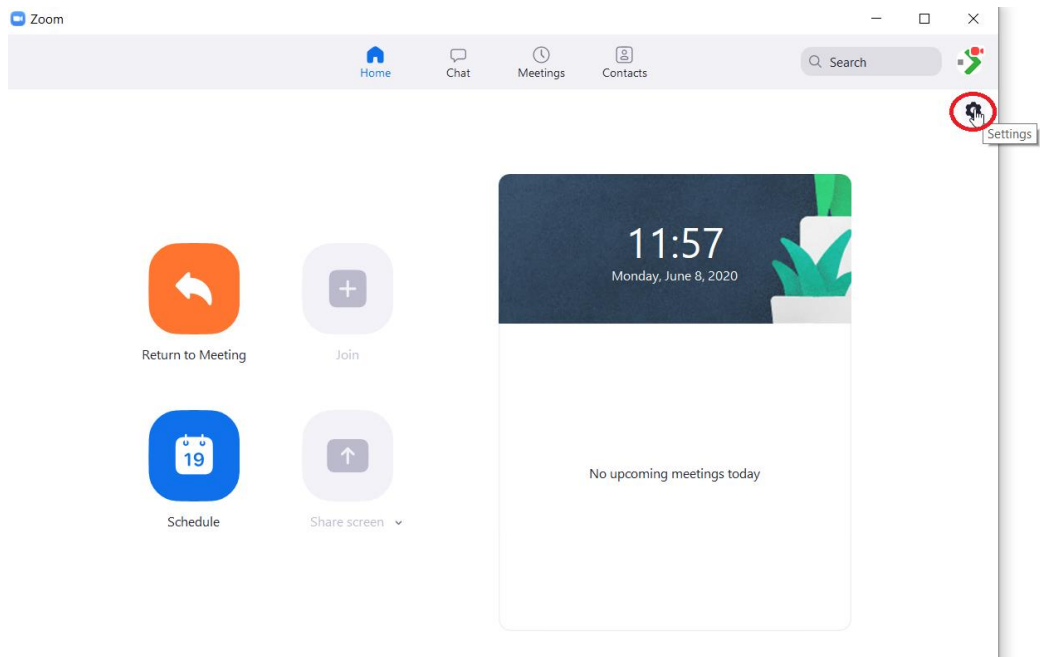 Zoom
Home
Chat
Meetings
Contacts
Search
Settings
11:57
Monday, June 8, 2020
Return to Meeting
Join
19
Schedule
Share screen
No upcoming meetings today